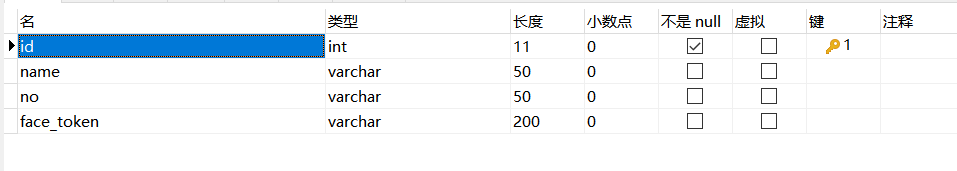 名 类型 长度 小数点 不是 null 虚拟 键 注释
id int 11 0 1
name varchar 50 0
no varchar 50 0
face_token varchar 200 0